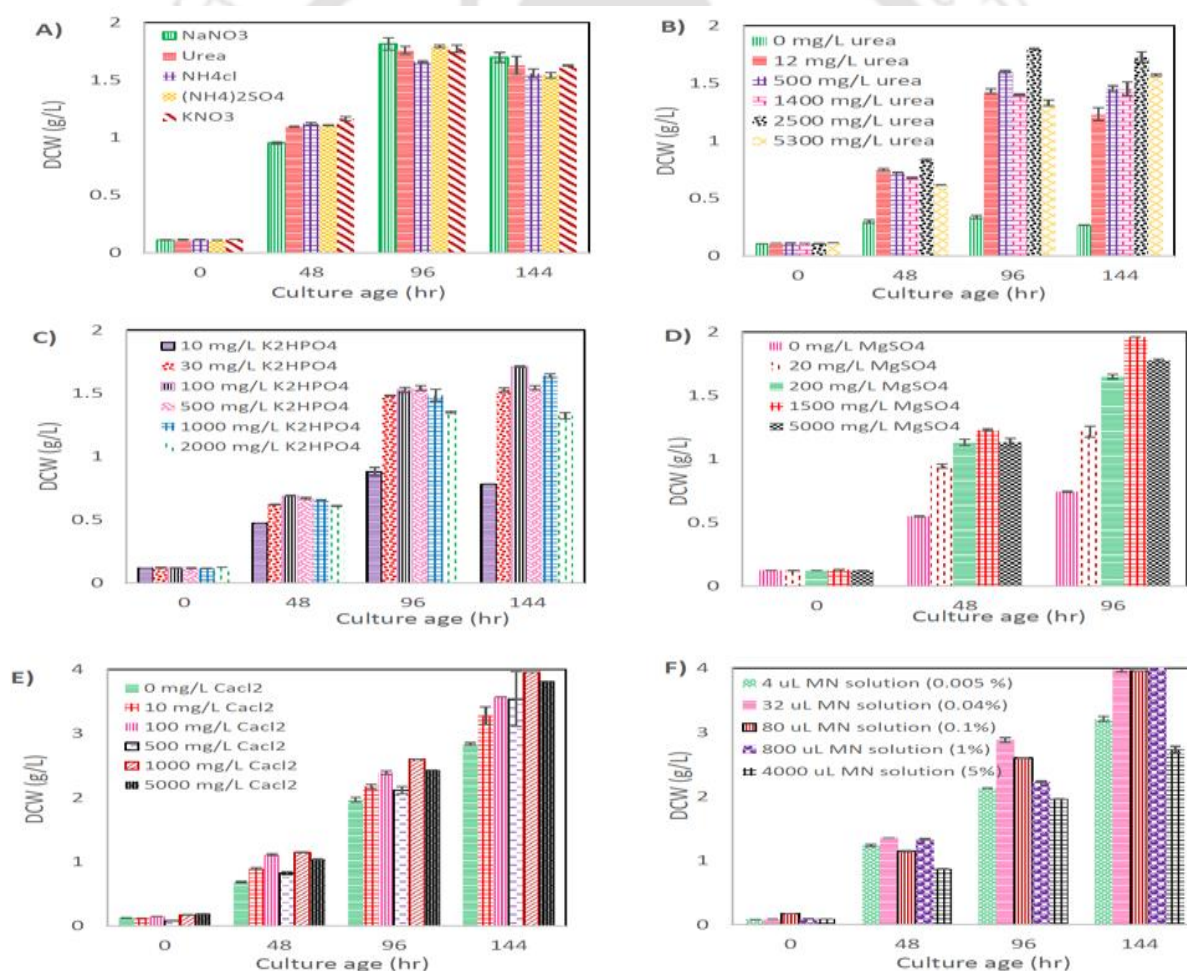 A)
2
1.5
1
0.5
0
DCW (g/L)
NaNO3
Urea
NH4cl
(NH4)2SO4
KNO3
0 48 96 144
Culture age (hr)
B)
2
1.5
1
0.5
0
DCW (g/L)
0 mg/L urea
12 mg/L urea
500 mg/L urea
1400 mg/L urea
2500 mg/L urea
5300 mg/L urea
0 48 96 144
Culture age (hr)
C)
2
1.5
1
0.5
0
DCW (g/L)
10 mg/L K2HPO4
30 mg/L K2HPO4
100 mg/L K2HPO4
500 mg/L K2HPO4
1000 mg/L K2HPO4
2000 mg/L K2HPO4
0 48 96 144
Culture age (hr)
D)
2
1.5
1
0.5
0
DCW (g/L)
0 mg/L MgSO4
20 mg/L MgSO4
200 mg/L MgSO4
1500 mg/L MgSO4
5000 mg/L MgSO4
0 48 96
Culture age (hr)
E)
4
3
2
1
0
DCW (g/L)
0 mg/L Cacl2
10 mg/L Cacl2
100 mg/L Cacl2
500 mg/L Cacl2
1000 mg/L Cacl2
5000 mg/L Cacl2
0 48 96 144
Culture age (hr)
F)
4
3
2
1
0
DCW (g/L)
4 uL MN solution (0.005 %)
32 uL MN solution (0.04%)
80 uL MN solution (0.1%)
800 uL MN solution (1%)
4000 uL MN solution (5%)
0 48 96 144
Culture age (hr)